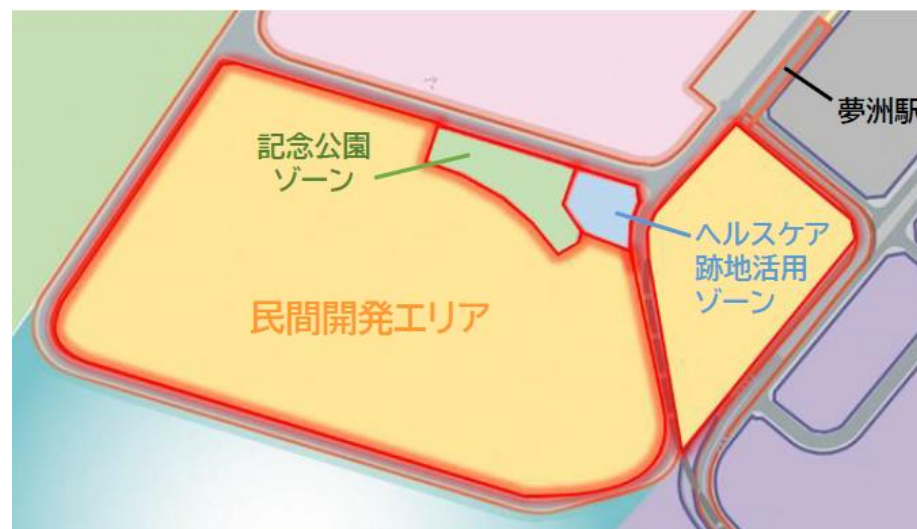 夢洲駅
記念公園
ゾーン
ヘルスケア
跡地活用
ゾーン
民間開発エリア